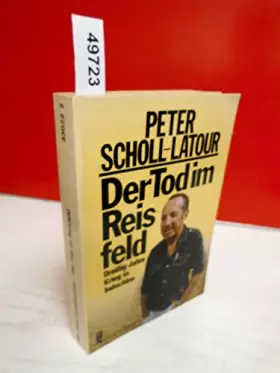 49723
PETER
SCHOLL-LATOUR
Der Tod im
Reis
feld
Dreißig Jahre
Krieg in
Indochina